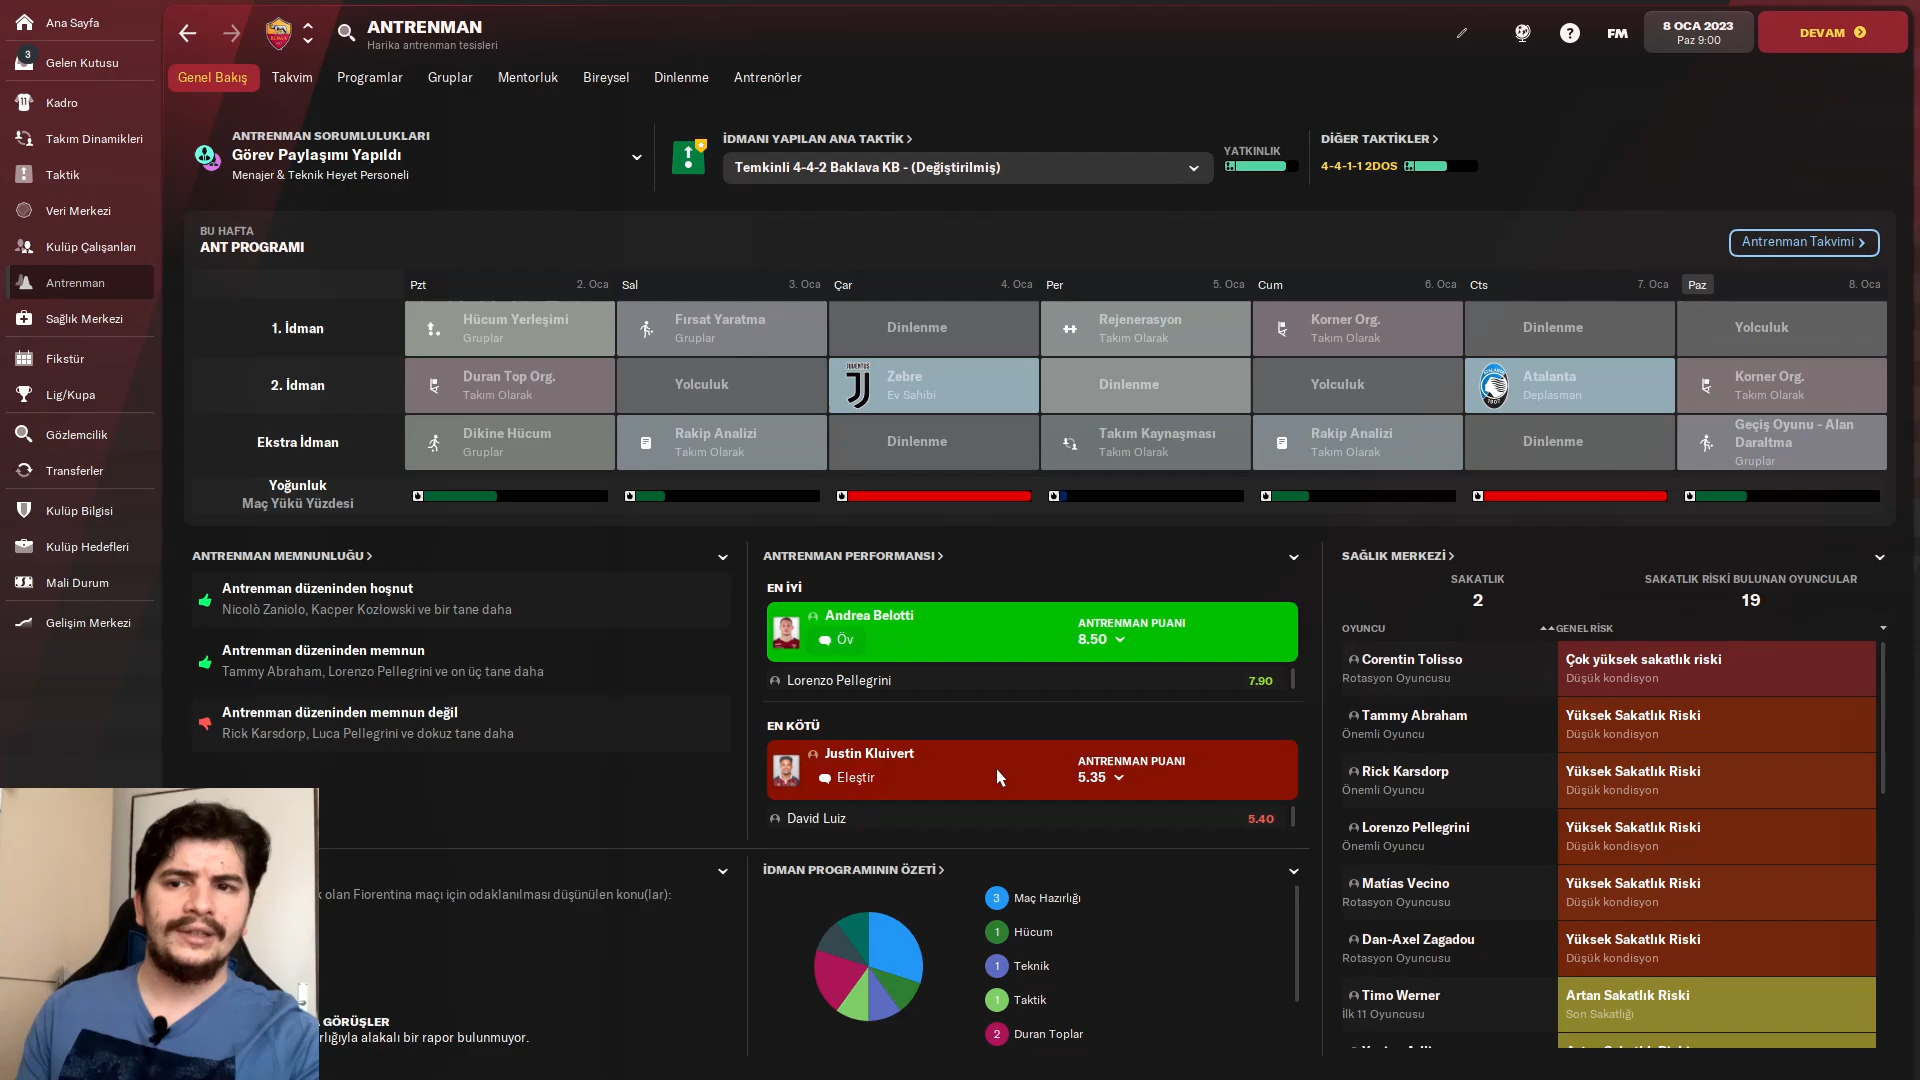 Ana Sayfa
3
Gelen Kutusu
Kadro
Takım Dinamikleri
Taktik
Veri Merkezi
Kulüp Çalışanları
Antrenman
Sağlık Merkezi
Fikstür
Lig/Kupa
Gözlemcilik
Transferler
Kulüp Bilgisi
Kulüp Hedefleri
Mali Durum
Gelişim Merkezi
ANTRENMAN
Harika antrenman tesisleri
?
FM
8 OCA 2023
Paz 9:00
DEVAM
Genel Bakış Takvim Programlar Gruplar Mentorluk Bireysel Dinlenme Antrenörler
ANTRENMAN SORUMLULUKLARI
Görev Paylaşımı Yapıldı
Menajer & Teknik Heyet Personeli
İDMANI YAPILAN ANA TAKTİK >
Temkinli 4-4-2 Baklava KB - (Değiştirilmiş)
YATKINLIK
DİĞER TAKTİKLER >
4-4-1-1 2DOS
BU HAFTA
ANT PROGRAMI
Antrenman Takvimi >
Pzt 2. Oca Sal 3. Oca Çar 4. Oca Per 5. Oca Cum 6. Oca Cts 7. Oca Paz 8. Oca
1. İdman
Hücum Yerleşimi
Gruplar
Fırsat Yaratma
Gruplar
Dinlenme
Rejenerasyon
Takım Olarak
Korner Org.
Takım Olarak
Dinlenme
Yolculuk
2. İdman
Duran Top Org.
Takım Olarak
Yolculuk
JUVENTUS
Zebre
Ev Sahibi
Dinlenme
Yolculuk
Atalanta
Deplasman
Korner Org.
Takım Olarak
Ekstra İdman
Dikine Hücum
Gruplar
Rakip Analizi
Takım Olarak
Dinlenme
Takım Kaynaşması
Takım Olarak
Rakip Analizi
Takım Olarak
Dinlenme
Geçiş Oyunu - Alan
Daraltma
Gruplar
Yoğunluk
Maç Yükü Yüzdesi
ANTRENMAN MEMNUNLUĞU >
Antrenman düzeninden hoşnut
Nicolò Zaniolo, Kacper Kozłowski ve bir tane daha
Antrenman düzeninden memnun
Tammy Abraham, Lorenzo Pellegrini ve on üç tane daha
Antrenman düzeninden memnun değil
Rick Karsdorp, Luca Pellegrini ve dokuz tane daha
k olan Fiorentina maçı için odaklanılması düşünülen konu(lar):
GÖRÜŞLER
rlığıyla alakalı bir rapor bulunmuyor.
ANTRENMAN PERFORMANSI >
EN İYİ
Andrea Belotti
Öv
ANTRENMAN PUANI
8.50
Lorenzo Pellegrini 7.90
EN KÖTÜ
Justin Kluivert
Eleştir
ANTRENMAN PUANI
5.35
David Luiz 5.40
İDMAN PROGRAMININ ÖZETİ >
3 Maç Hazırlığı
1 Hücum
1 Teknik
1 Taktik
2 Duran Toplar
SAĞLIK MERKEZİ >
SAKATLIK
2
SAKATLIK RİSKİ BULUNAN OYUNCULAR
19
OYUNCU GENEL RİSK
Corentin Tolisso
Rotasyon Oyuncusu
Çok yüksek sakatlık riski
Düşük kondisyon
Tammy Abraham
Önemli Oyuncu
Yüksek Sakatlık Riski
Düşük kondisyon
Rick Karsdorp
Önemli Oyuncu
Yüksek Sakatlık Riski
Düşük kondisyon
Lorenzo Pellegrini
Önemli Oyuncu
Yüksek Sakatlık Riski
Düşük kondisyon
Matías Vecino
Rotasyon Oyuncusu
Yüksek Sakatlık Riski
Düşük kondisyon
Dan-Axel Zagadou
Rotasyon Oyuncusu
Yüksek Sakatlık Riski
Düşük kondisyon
Timo Werner
İlk 11 Oyuncusu
Artan Sakatlık Riski
Son Sakatlığı